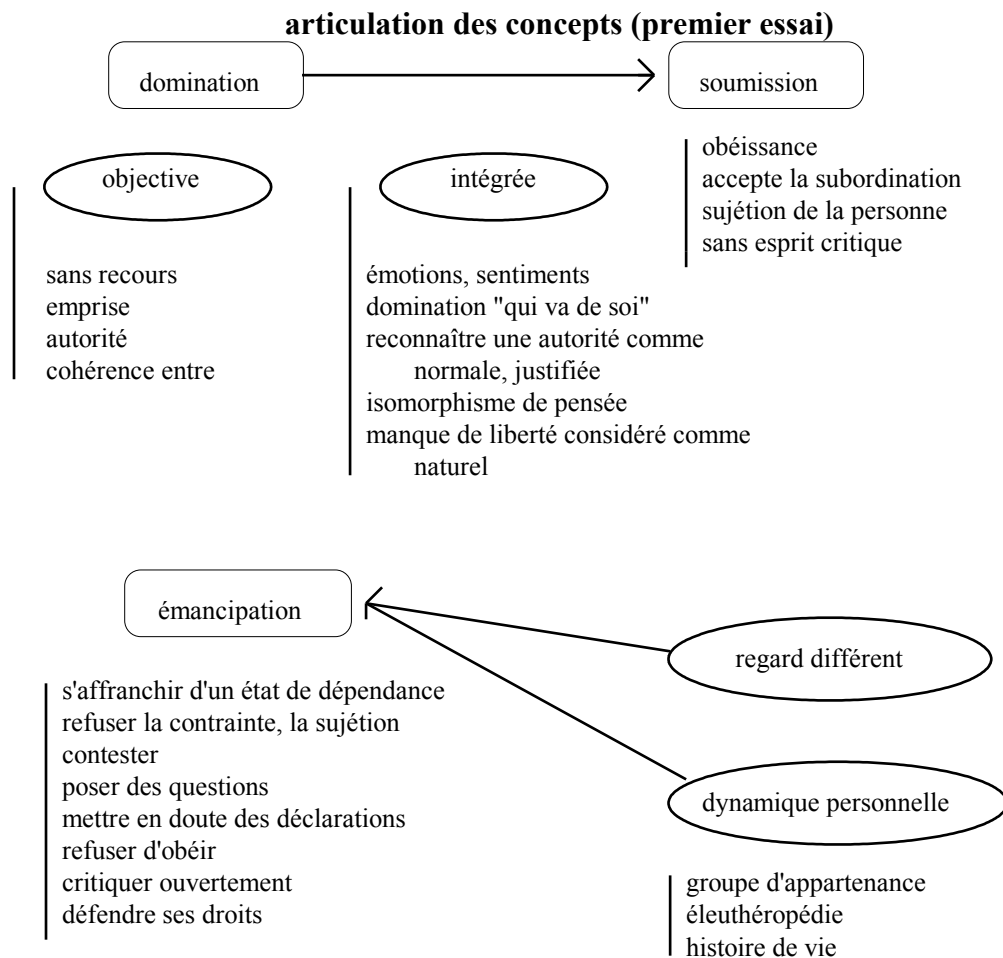 articulation des concepts (premier essai)
domination
soumission
objective
intégrée
obéissance
accepte la subordination
sujétion de la personne
sans esprit critique
sans recours
emprise
autorité
cohérence entre
émotions, sentiments
domination "qui va de soi"
reconnaître une autorité comme
normale, justifiée
isomorphisme de pensée
manque de liberté considéré comme
naturel
émancipation
regard différent
s'affranchir d'un état de dépendance
refuser la contrainte, la sujétion
contester
poser des questions
mettre en doute des déclarations
refuser d'obéir
critiquer ouvertement
défendre ses droits
dynamique personnelle
groupe d'appartenance
éleuthéropédie
histoire de vie